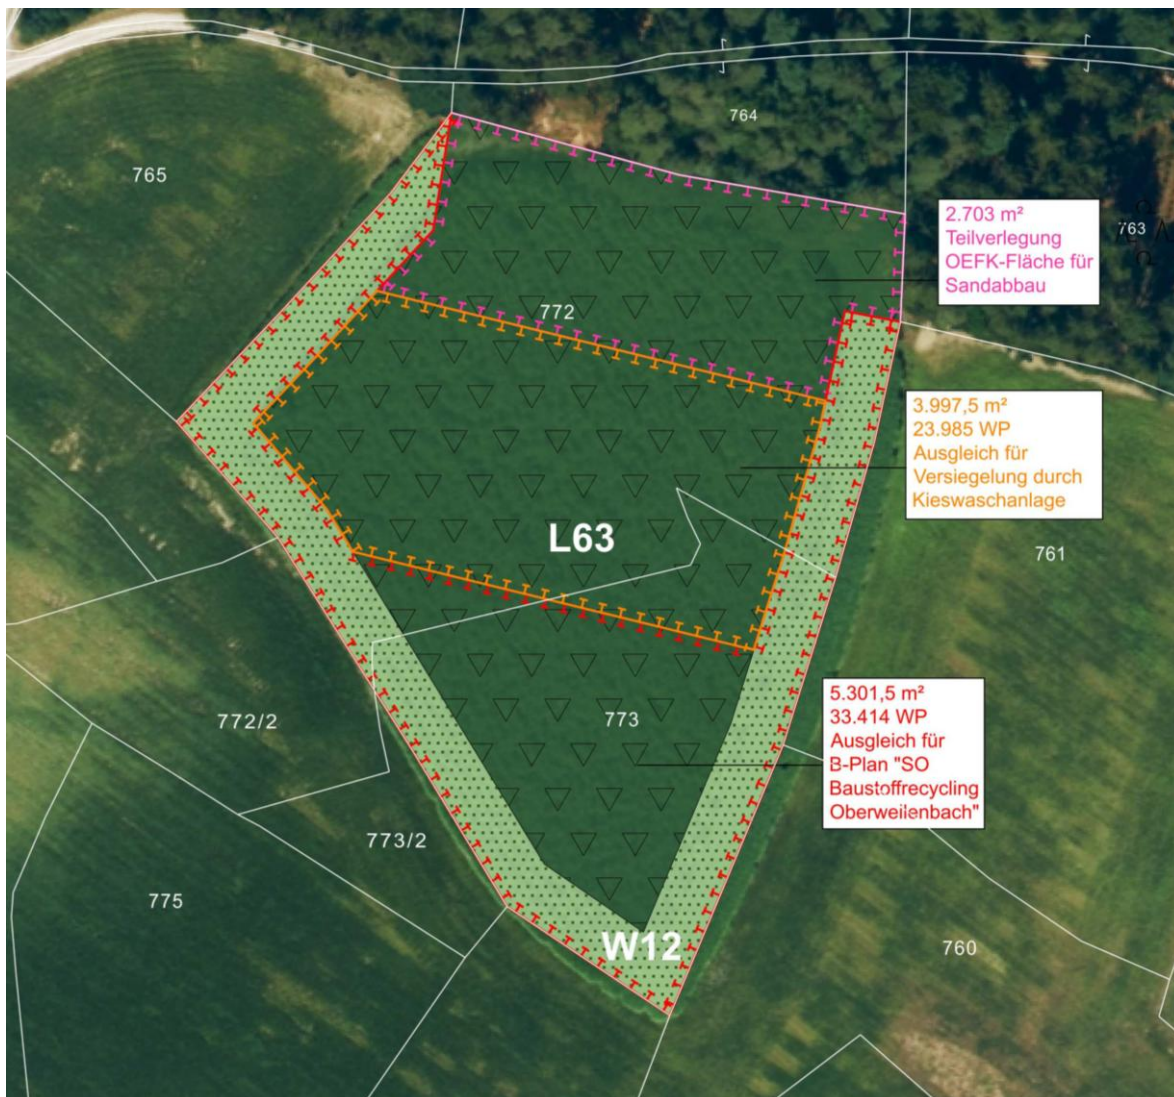 764
765
2.703 m²
Teilverlegung
OEFK-Fläche für
Sandabbau
763
772
3.997,5 m²
23.985 WP
Ausgleich für
Versiegelung durch
Kieswaschanlage
L63
761
5.301,5 m²
33.414 WP
Ausgleich für
B-Plan "SO
Baustoffrecycling
Oberweilenbach"
772/2
773
773/2
775
W12
760